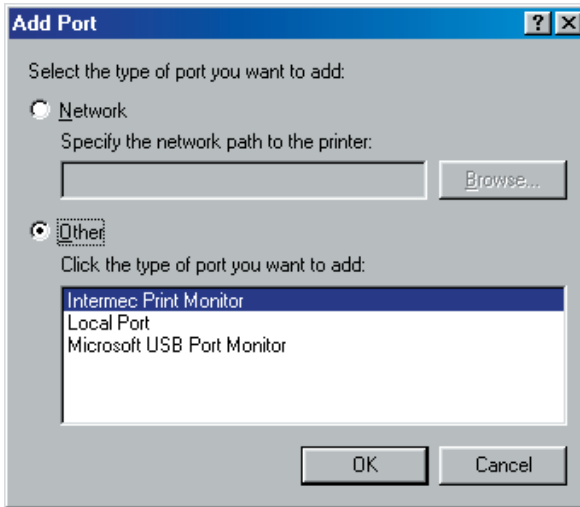 Add Port
Select the type of port you want to add:
Network
Specify the network path to the printer:
Browse...
Other
Click the type of port you want to add:
Intermec Print Monitor
Local Port
Microsoft USB Port Monitor
OK Cancel